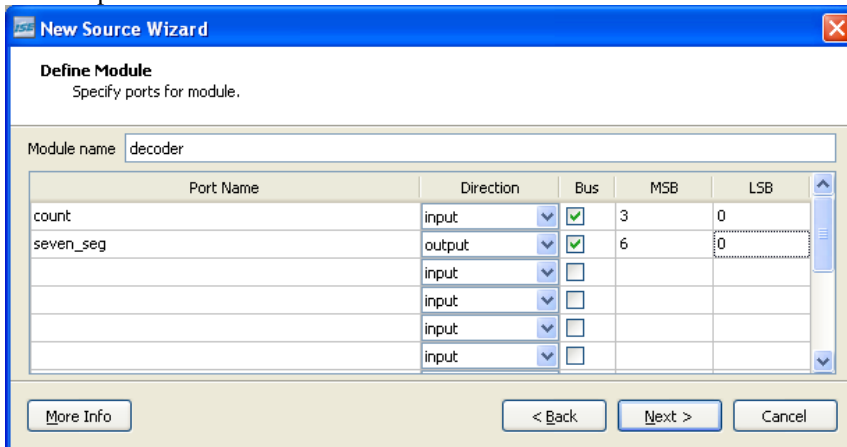 ISE New Source Wizard
Define Module
Specify ports for module.
Module name decoder
Port Name Direction Bus MSB LSB
count input 3 0
seven_seg output 6 0
input
input
input
input
More Info < Back Next > Cancel